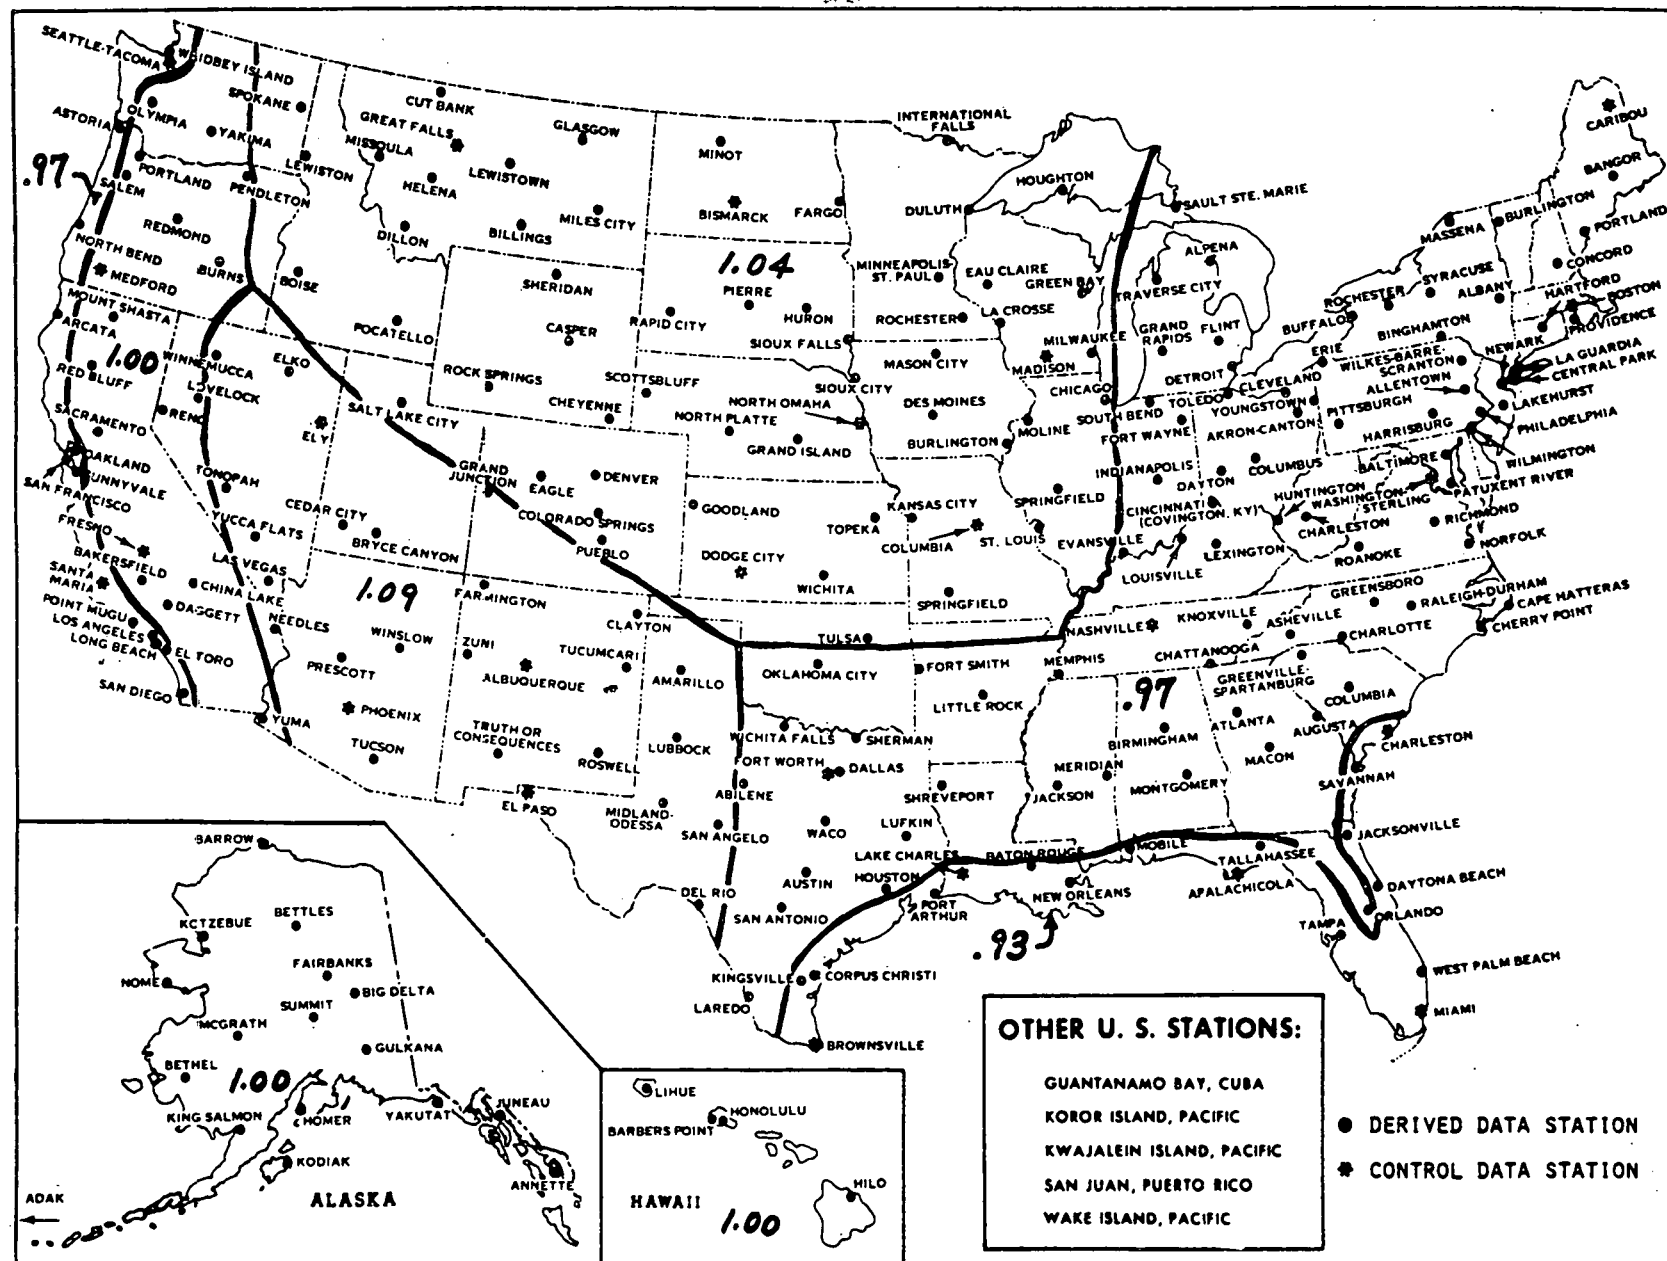 SEATTLE-TACOMA
WHIDBEY ISLAND
SPOKANE
OLYMPIA
ASTORIA
YAKIMA
PORTLAND
LEWISTON
.97
SALEM
PENDLETON
REDMOND
NORTH BEND
BURNS
BOISE
MEDFORD
MOUNT SHASTA
ARCATA
1.00
RED BLUFF
WINNEMUCCA
ELKO
LOVELOCK
RENO
SACRAMENTO
ELY
OAKLAND
SUNNYVALE
SAN FRANCISCO
TONOPAH
FRESNO
YUCCA FLATS
CEDAR CITY
BRYCE CANYON
BAKERSFIELD
LAS VEGAS
SANTA
MARIA
CHINA LAKE
POINT MUGU
DAGGETT
NEEDLES
LOS ANGELES
LONG BEACH
EL TORO
SAN DIEGO
YUMA
CUT BANK
GREAT FALLS
GLASGOW
MISSOULA
LEWISTOWN
HELENA
MILES CITY
DILLON
BILLINGS
SHERIDAN
POCATELLO
CASPER
ROCK SPRINGS
CHEYENNE
SALT LAKE CITY
GRAND
JUNCTION
EAGLE
DENVER
COLORADO SPRINGS
PUEBLO
1.09
FARMINGTON
WINSLOW
ZUNI
PRESCOTT
ALBUQUERQUE
TUCUMCARI
CLAYTON
PHOENIX
TUCSON
TRUTH OR
CONSEQUENCES
ROSWELL
EL PASO
MINOT
BISMARCK
FARGO
1.04
PIERRE
RAPID CITY
HURON
SIOUX FALLS
SCOTTSBLUFF
SIOUX CITY
NORTH OMAHA
NORTH PLATTE
GRAND ISLAND
GOODLAND
TOPEKA
KANSAS CITY
DODGE CITY
WICHITA
COLUMBIA
ST. LOUIS
SPRINGFIELD
TULSA
OKLAHOMA CITY
FORT SMITH
AMARILLO
LUBBOCK
WICHITA FALLS
SHERMAN
FORT WORTH
DALLAS
ABILENE
MIDLAND-
ODESSA
SAN ANGELO
WACO
LUFKIN
AUSTIN
HOUSTON
DEL RIO
SAN ANTONIO
PORT
ARTHUR
KINGSVILLE
CORPUS CHRISTI
LAREDO
BROWNSVILLE
INTERNATIONAL
FALLS
DULUTH
HOUGHTON
SAULT STE. MARIE
MINNEAPOLIS
ST. PAUL
EAU CLAIRE
GREEN BAY
ALPENA
TRAVERSE CITY
ROCHESTER
LA CROSSE
MILWAUKEE
GRAND
RAPIDS
FLINT
MASON CITY
MADISON
DETROIT
CHICAGO
DES MOINES
SOUTH BEND
TOLEDO
CLEVELAND
MOLINE
BURLINGTON
FORT WAYNE
YOUNGSTOWN
AKRON-CANTON
INDIANAPOLIS
DAYTON
COLUMBUS
SPRINGFIELD
CINCINNATI
(COVINGTON, KY)
EVANSVILLE
LOUISVILLE
LEXINGTON
HUNTINGTON
CHARLESTON
NASHVILLE
KNOXVILLE
MEMPHIS
CHATTANOOGA
LITTLE ROCK
.97
BIRMINGHAM
ATLANTA
MACON
AUGUSTA
MERIDIAN
MONTGOMERY
JACKSON
SHREVEPORT
LAKE CHARLES
BATON ROUGE
NEW ORLEANS
MOBILE
.93
TALLAHASSEE
APALACHICOLA
JACKSONVILLE
DAYTONA BEACH
ORLANDO
TAMPA
WEST PALM BEACH
MIAMI
SAVANNAH
CHARLESTON
COLUMBIA
GREENVILLE-
SPARTANBURG
ASHEVILLE
CHARLOTTE
GREENSBORO
RALEIGH-DURHAM
CAPE HATTERAS
CHERRY POINT
ROANOKE
RICHMOND
NORFOLK
WASHINGTON
STERLING
PATUXENT RIVER
BALTIMORE
WILMINGTON
PHILADELPHIA
LAKEHURST
HARRISBURG
PITTSBURGH
ALLENTOWN
WILKES-BARRE-
SCRANTON
ERIE
BUFFALO
ROCHESTER
SYRACUSE
BINGHAMTON
ALBANY
NEWARK
LA GUARDIA
CENTRAL PARK
PROVIDENCE
BOSTON
HARTFORD
CONCORD
PORTLAND
BURLINGTON
MASSENA
BANGOR
CARIBOU
BARROW
KCTZEBUE
BETTLES
NOME
FAIRBANKS
BIG DELTA
SUMMIT
MCGRATH
GULKANA
BETHEL
1.00
KING SALMON
HOMER
YAKUTAT
JUNEAU
KODIAK
ANNETTE
ADAK
ALASKA
LIHUE
HONOLULU
BARBERS POINT
HILO
HAWAII
1.00
OTHER U. S. STATIONS:
GUANTANAMO BAY, CUBA
KOROR ISLAND, PACIFIC
KWAJALEIN ISLAND, PACIFIC
SAN JUAN, PUERTO RICO
WAKE ISLAND, PACIFIC
DERIVED DATA STATION
CONTROL DATA STATION